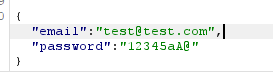 {
"email":"test@test.com",
"password":"12345aA@"
}